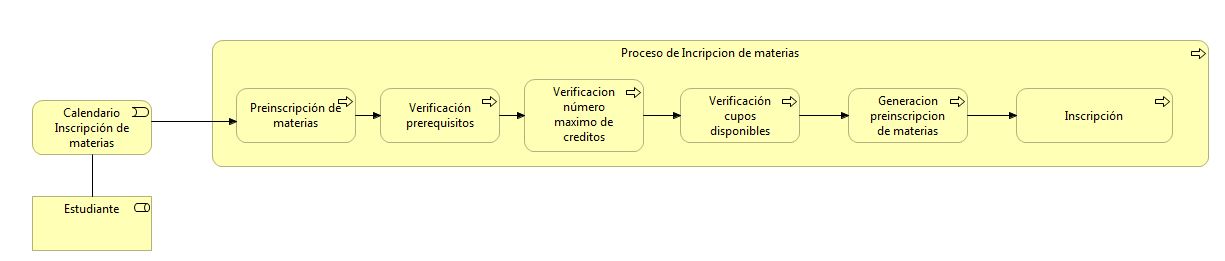 Proceso de Incripcion de materias
Calendario
Inscripción de
materias
Preinscripción de
materias
Verificación
prerequisitos
Verificacion
número
maximo de
creditos
Verificación
cupos
disponibles
Generacion
preinscripcion
de materias
Inscripción
Estudiante